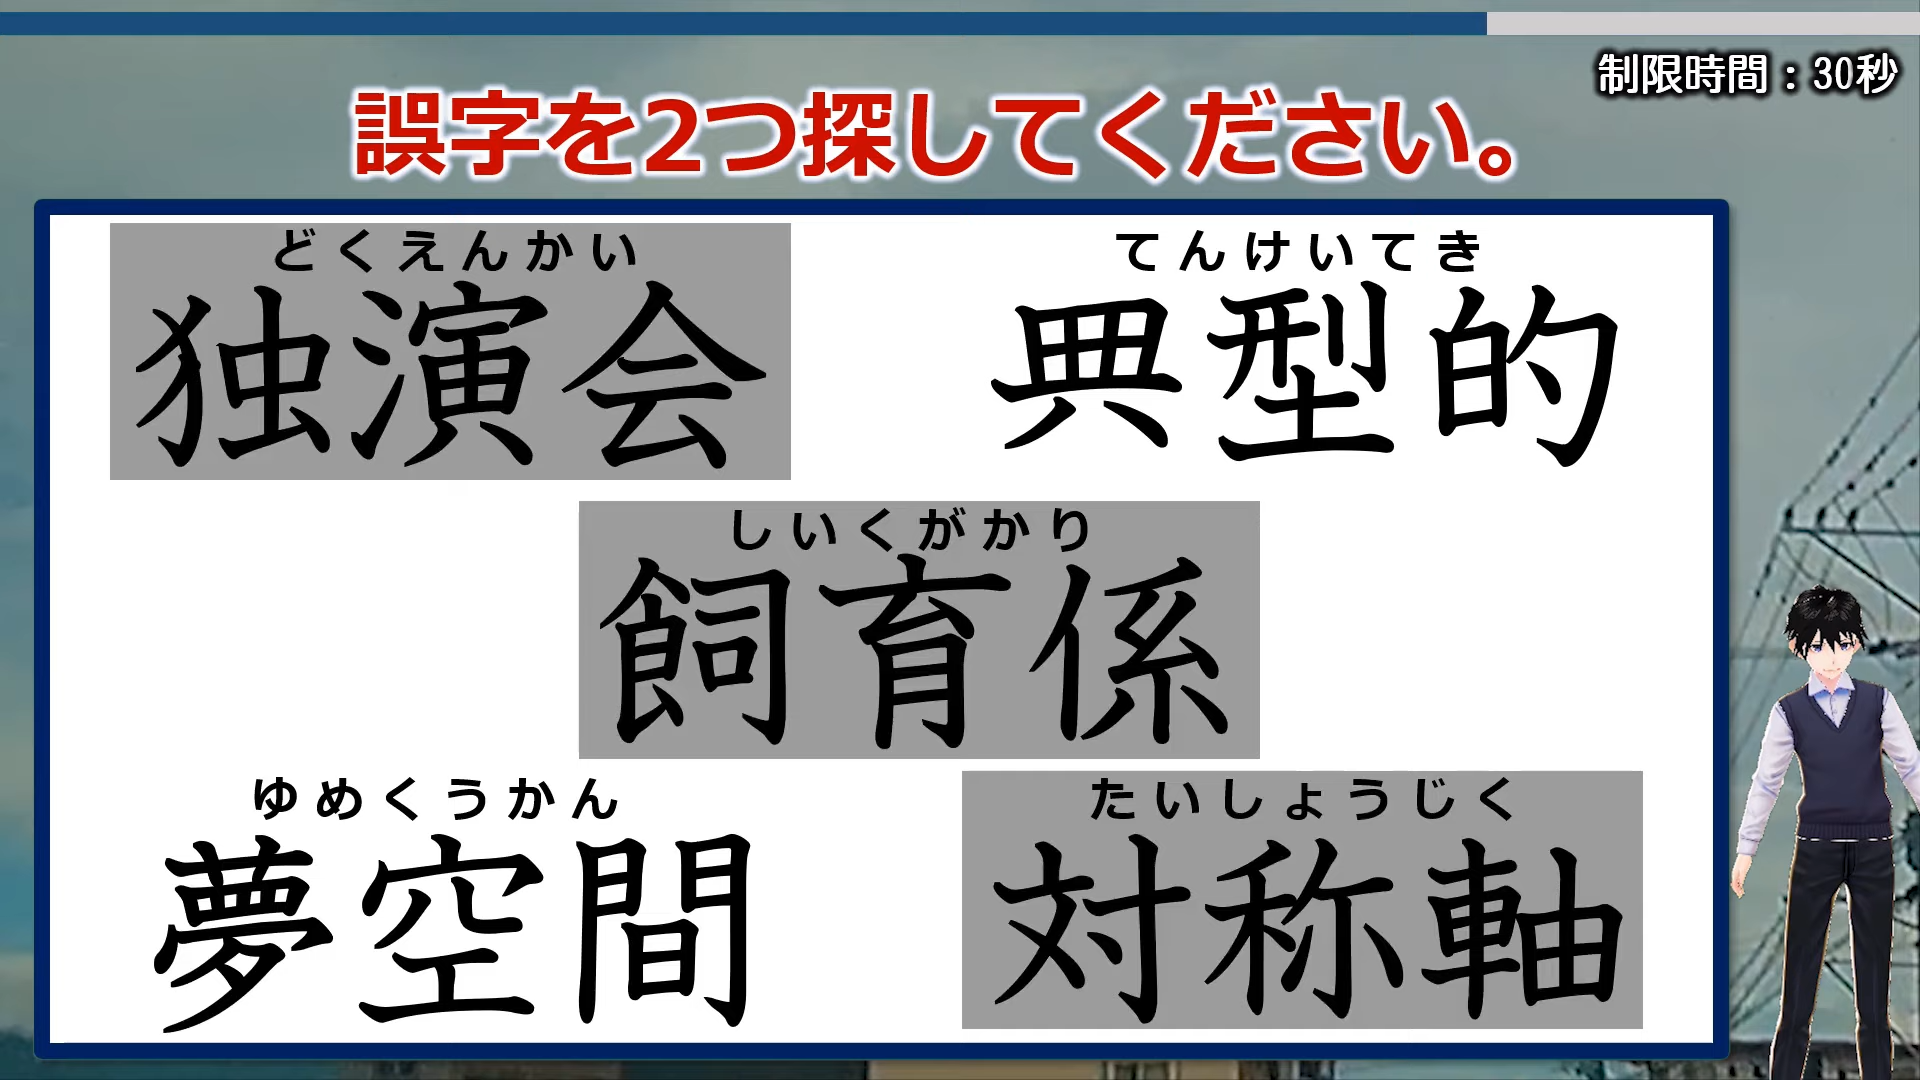 制限時間：30秒
誤字を2つ探してください。
どくえんかい
独演会
てんけいてき
典型的
しいくがかり
飼育係
ゆめくうかん
夢空間
たいしょうじく
対称軸